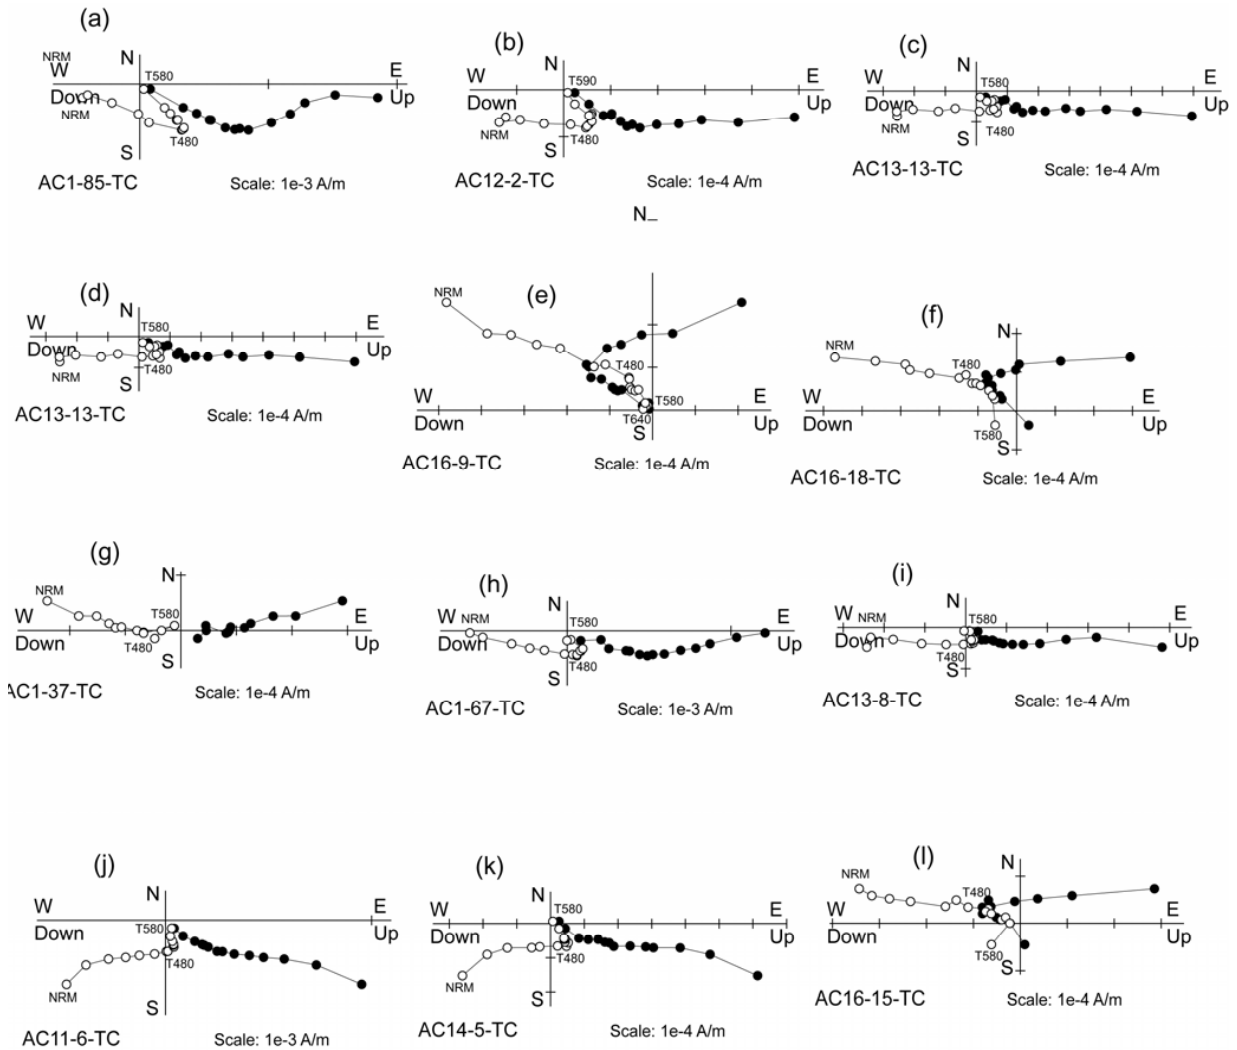 (a)
NRM
W
N
E
T580
Down
Up
NRM
T480
S
AC1-85-TC
Scale: 1e-3 A/m
(b)
N
W
E
T590
Down
Up
NRM
T480
S
AC12-2-TC
Scale: 1e-4 A/m
(c)
N
W
E
T580
Down
Up
NRM
T480
S
AC13-13-TC
Scale: 1e-4 A/m
(d)
N
W
E
T580
Down
Up
NRM
T480
S
AC13-13-TC
Scale: 1e-4 A/m
N
(e)
NRM
T480
W
E
T580
Down
T640
S
Up
AC16-9-TC
Scale: 1e-4 A/m
(f)
N
NRM
T480
W
E
Down
Up
T580
S
AC16-18-TC
Scale: 1e-4 A/m
(g)
N
NRM
W
T580
E
Down
T480
Up
S
AC1-37-TC
Scale: 1e-4 A/m
(h)
N
W
NRM
T580
E
Down
Up
T480
S
AC1-67-TC
Scale: 1e-3 A/m
(i)
N
W
NRM
T580
E
Down
Up
T480
S
AC13-8-TC
Scale: 1e-4 A/m
(j)
N
W
E
Down
T580
Up
T480
NRM
S
AC11-6-TC
Scale: 1e-3 A/m
(k)
N
W
T580
E
Down
Up
T480
NRM
S
AC14-5-TC
Scale: 1e-4 A/m
(l)
N
NRM
T480
W
E
Down
Up
T580
S
AC16-15-TC
Scale: 1e-4 A/m